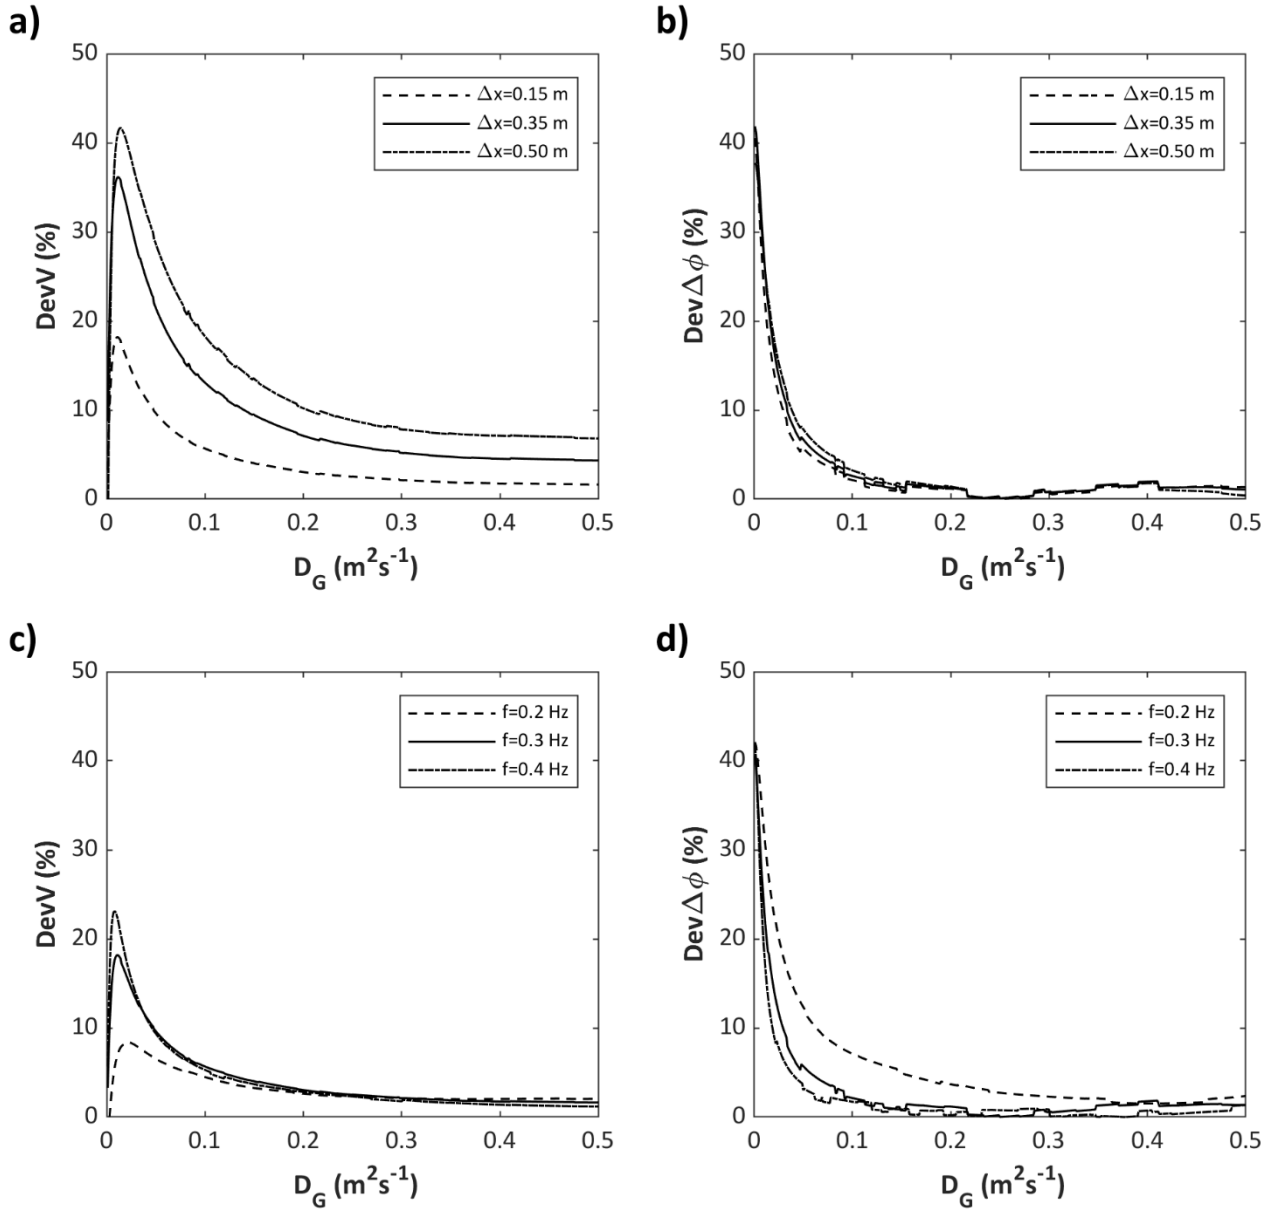 a)
50
40
30
20
10
0
DevV (%)
Δx=0.15 m
Δx=0.35 m
Δx=0.50 m
0 0.1 0.2 0.3 0.4 0.5
D_G (m²s⁻¹)
b)
50
40
30
20
10
0
DevΔϕ (%)
Δx=0.15 m
Δx=0.35 m
Δx=0.50 m
0 0.1 0.2 0.3 0.4 0.5
D_G (m²s⁻¹)
c)
50
40
30
20
10
0
DevV (%)
f=0.2 Hz
f=0.3 Hz
f=0.4 Hz
0 0.1 0.2 0.3 0.4 0.5
D_G (m²s⁻¹)
d)
50
40
30
20
10
0
DevΔϕ (%)
f=0.2 Hz
f=0.3 Hz
f=0.4 Hz
0 0.1 0.2 0.3 0.4 0.5
D_G (m²s⁻¹)